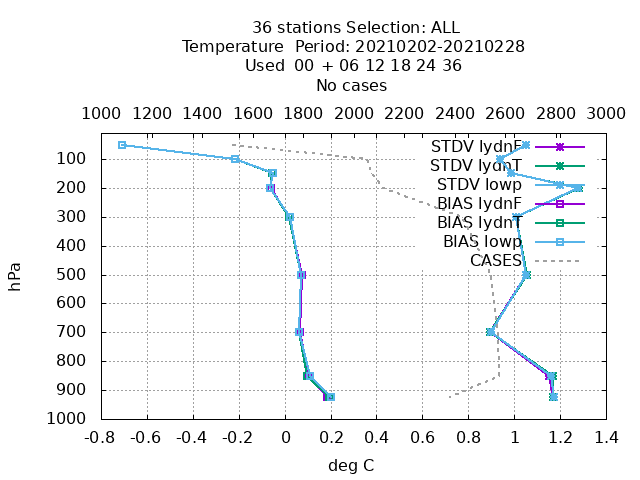 36 stations Selection: ALL
Temperature  Period: 20210202-20210228
Used  00 + 06 12 18 24 36
No cases
1000 1200 1400 1600 1800 2000 2200 2400 2600 2800 3000
STDV lydnF
STDV lydnT
STDV lowp
BIAS lydnF
BIAS lydnT
BIAS lowp
CASES
100
200
300
400
500
600
700
800
900
1000
hPa
-0.8 -0.6 -0.4 -0.2 0 0.2 0.4 0.6 0.8 1 1.2 1.4
deg C